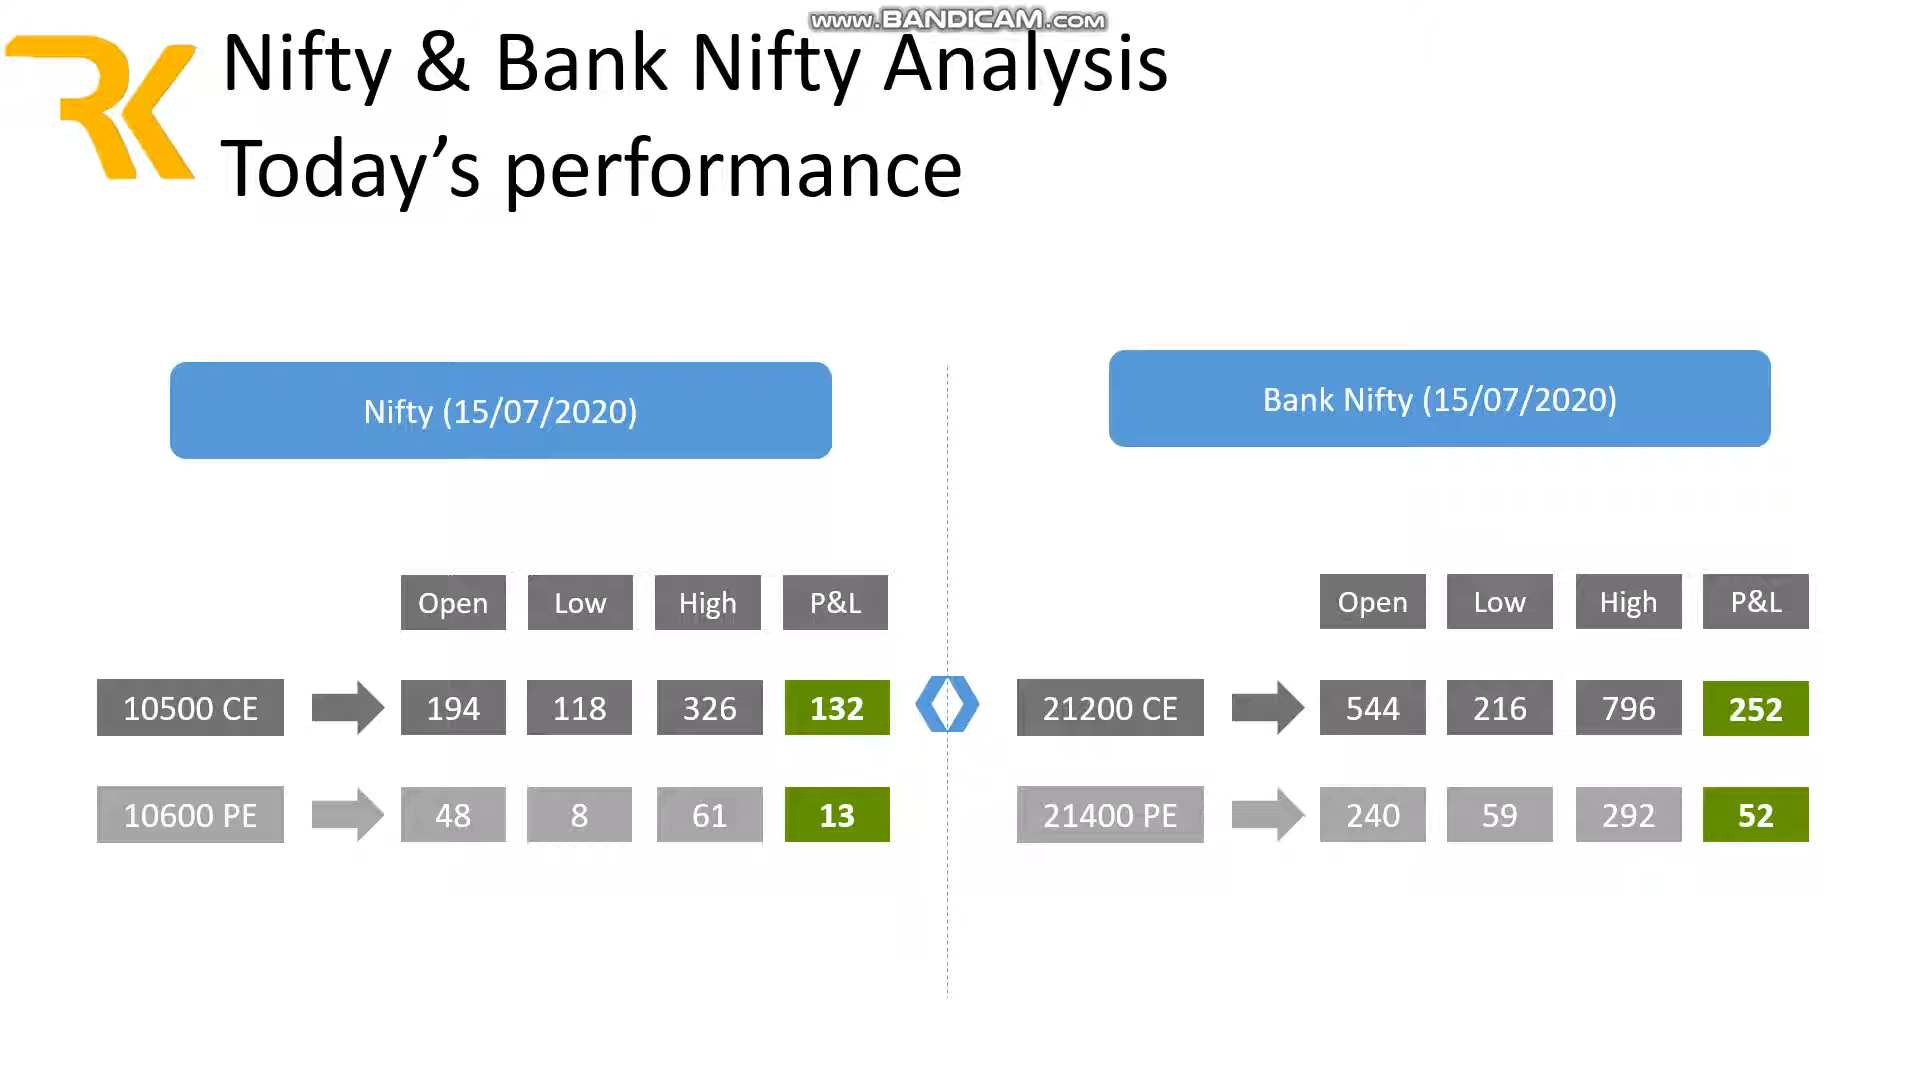 www.BANDICAM.com
RK
Nifty & Bank Nifty Analysis
Today’s performance
Nifty (15/07/2020)
Open Low High P&L
10500 CE 194 118 326 132
10600 PE 48 8 61 13
Bank Nifty (15/07/2020)
Open Low High P&L
21200 CE 544 216 796 252
21400 PE 240 59 292 52